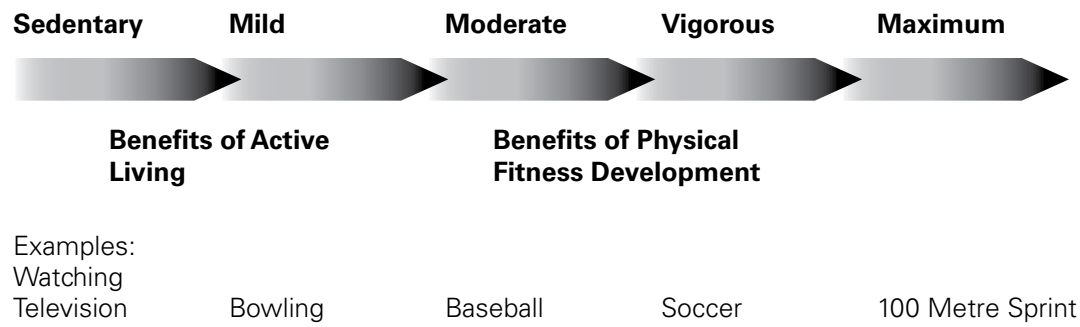 Sedentary Mild Moderate Vigorous Maximum
Benefits of Active
Living
Benefits of Physical
Fitness Development
Examples:
Watching
Television Bowling Baseball Soccer 100 Metre Sprint